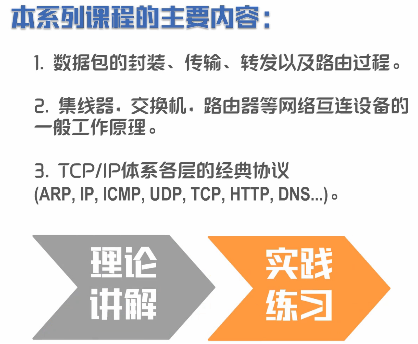 本系列课程的主要内容：
1. 数据包的封装、传输、转发以及路由过程。
2. 集线器．交换机，路由器等网络互连设备的
一般工作原理。
3. TCP/IP体系各层的经典协议
(ARP, IP, ICMP, UDP, TCP, HTTP, DNS...)。
理论
讲解
实践
练习